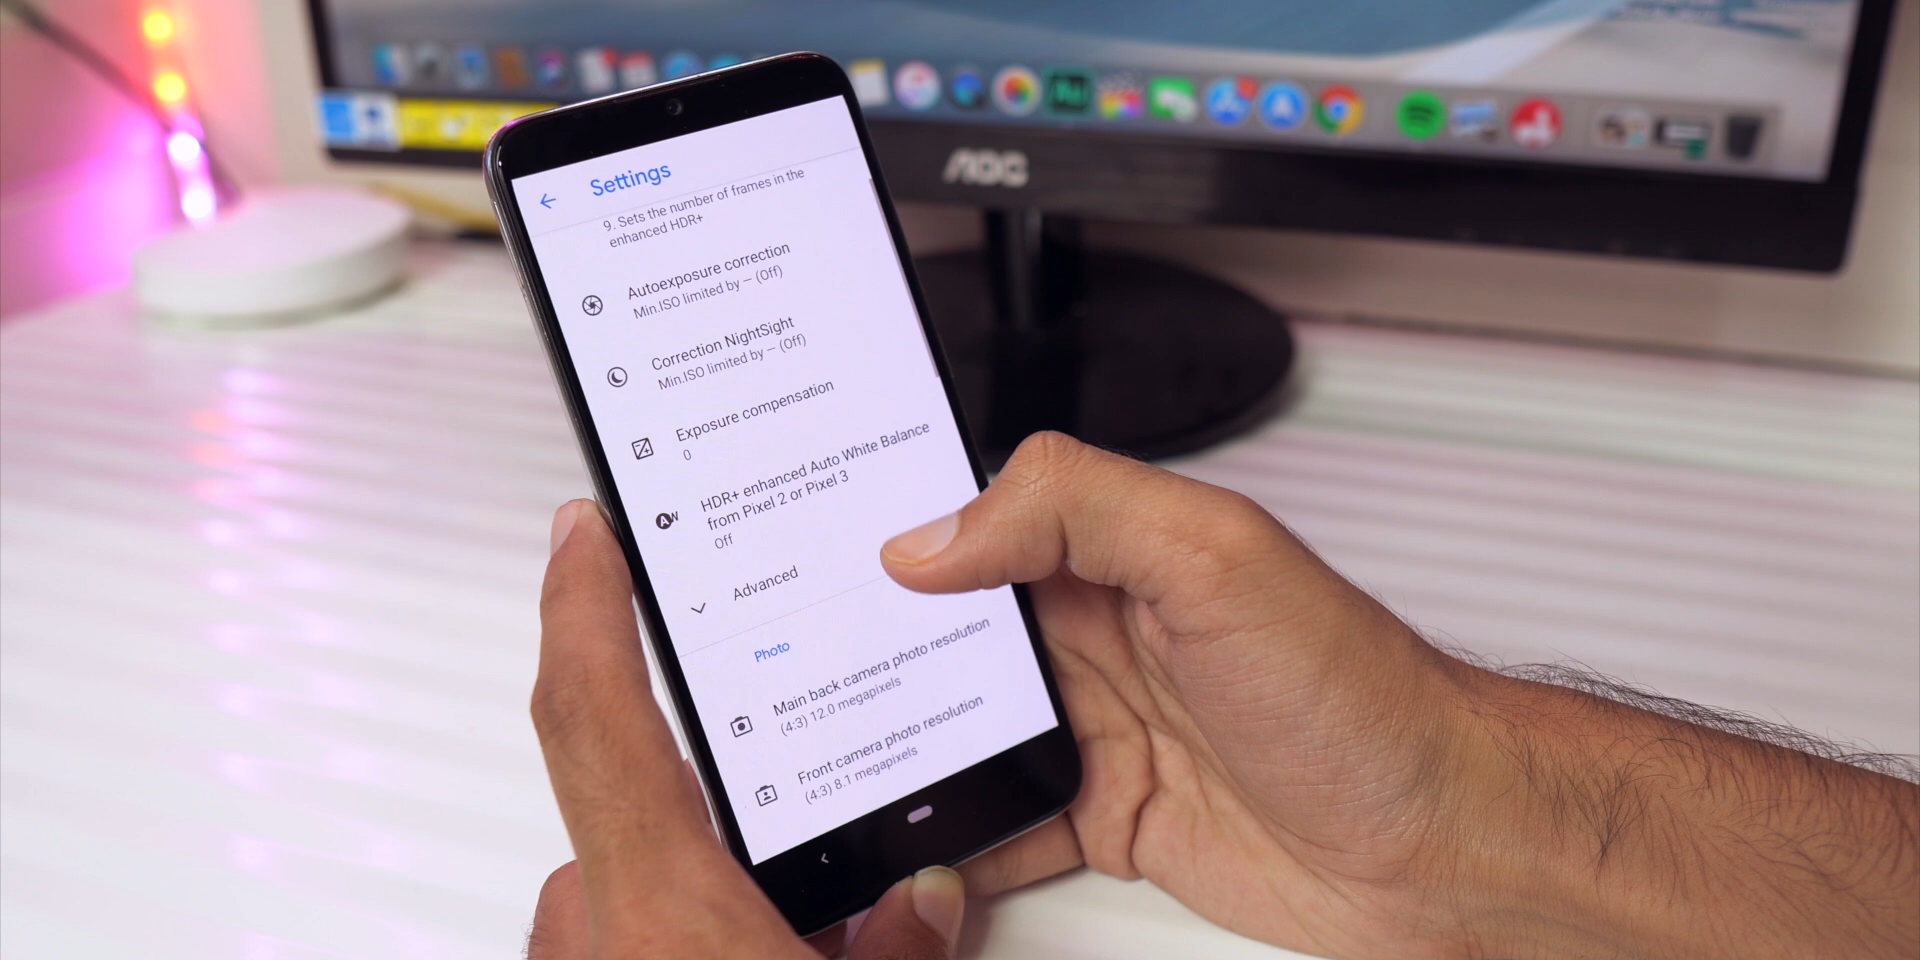 Settings
9. Sets the number of frames in the
enhanced HDR+
Autoexposure correction
Min.ISO limited by – (Off)
Correction NightSight
Min.ISO limited by – (Off)
Exposure compensation
0
HDR+ enhanced Auto White Balance
from Pixel 2 or Pixel 3
Off
Advanced
Photo
Main back camera photo resolution
(4:3) 12.0 megapixels
Front camera photo resolution
(4:3) 8.1 megapixels
AOC